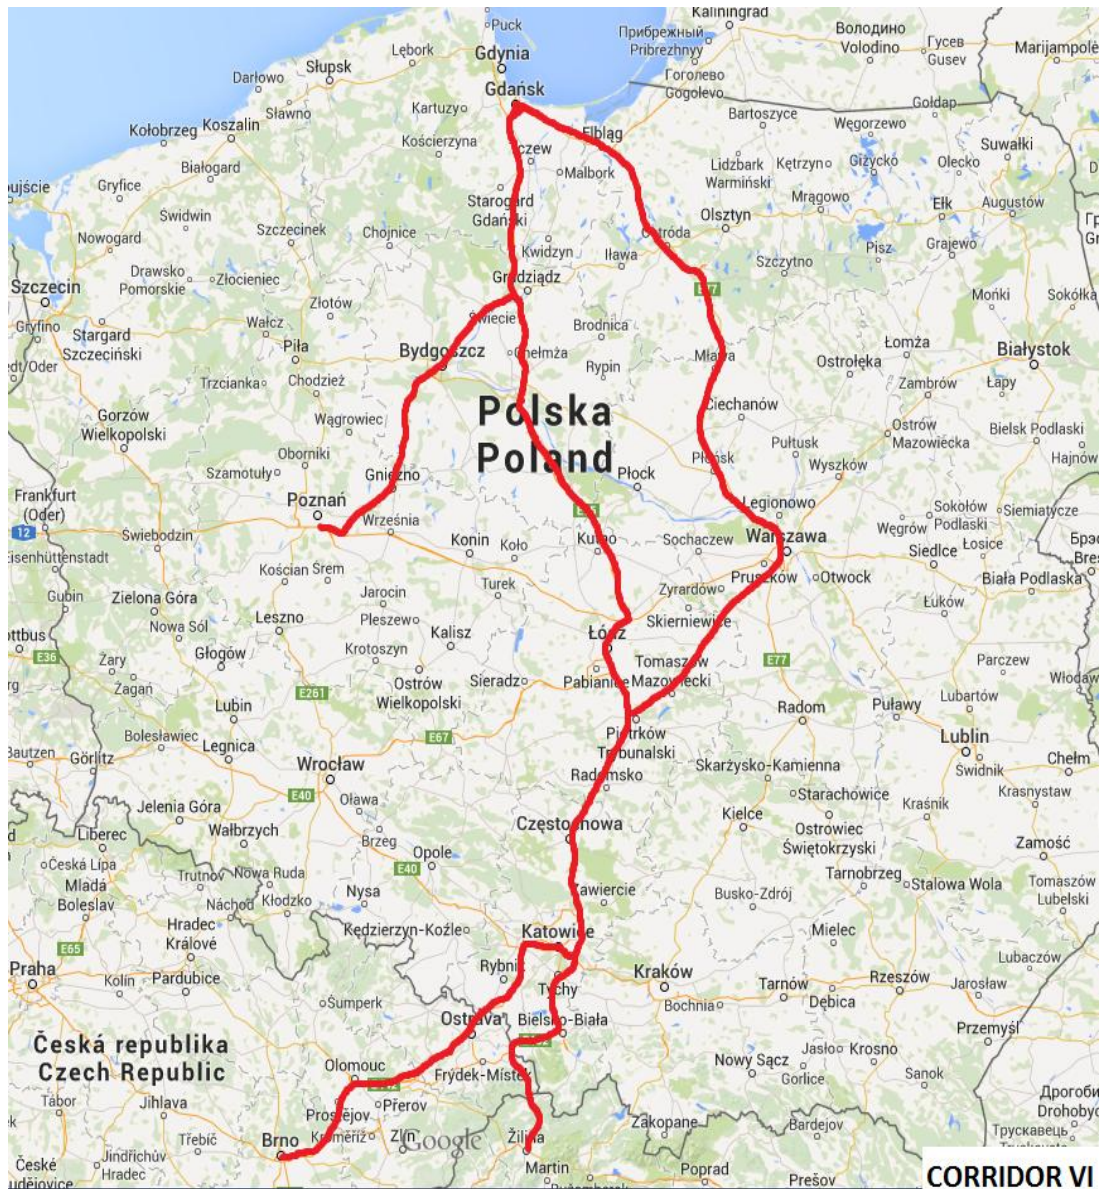 Kaliningrad
Puck
Прибрежный
Pribrezhnyy
Володино
Volodino
Гусев
Gusev
Marijampolė
Lębork
Gdynia
Słupsk
Darłowo
Sławno
Гоголево
Gogolevo
Gdańsk
Kartuzy
Gołdap
Kołobrzeg
Koszalin
Kościerzyna
Elbląg
Bartoszyce
Węgorzewo
Suwałki
Białogard
Malbork
Lidzbark
Warmiński
Kętrzyn
Giżycko
Olecko
Gryfice
Starogard
Gdański
Mrągowo
Ełk
Augustów
Świdwin
Szczecinek
Chojnice
Kwidzyn
Olsztyn
Nowogard
Iława
Szczytno
Pisz
Grajewo
Drawsko
Pomorskie
Złocieniec
Szczecin
Złotów
Grudziądz
E77
Mońki
Sokółka
Gryfino
Stargard
Szczeciński
Wałcz
Świecie
Brodnica
Piła
Bydgoszcz
Chełmża
Rypin
Mława
Ostrołęka
Łomża
Białystok
Trzcianka
Chodzież
Zambrów
Łapy
Gorzów
Wielkopolski
Wągrowiec
Polska
Poland
Ciechanów
Ostrów
Mazowiecka
Bielsk Podlaski
Hajnów
Pułtusk
Oborniki
Szamotuły
Gniezno
Płock
Płońsk
Wyszków
Frankfurt
(Oder)
Poznań
Legionowo
Sokołów
Podlaski
Siemiatycze
12
Świebodzin
Września
Węgrów
Warszawa
Eisenhüttenstadt
Konin
Koło
Kutno
Sochaczew
Siedlce
Łosice
Kościan
Śrem
Turek
Pruszków
Otwock
Biała Podlaska
Gubin
Zielona Góra
Jarocin
Żyrardów
Łuków
Nowa Sól
Leszno
Pleszew
Kalisz
Skierniewice
Łódź
E36
Głogów
Krotoszyn
Tomaszów
Mazowiecki
E77
Parczew
Żary
Żagań
E261
Ostrów
Wielkopolski
Sieradz
Pabianice
Lubin
Radom
Puławy
Lubartów
Bolesławiec
Legnica
E67
Piotrków
Trybunalski
Lublin
Bautzen
Görlitz
Wrocław
Radomsko
Skarżysko-Kamienna
Świdnik
Chełm
E40
Oława
Starachowice
Kraśnik
Krasnystaw
Jelenia Góra
Liberec
Wałbrzych
Brzeg
Częstochowa
Kielce
Ostrowiec
Świętokrzyski
Zamość
Česká Lípa
Opole
E40
Mladá
Boleslav
Trutnov
Nowa Ruda
Náchod
Kłodzko
Nysa
Zawiercie
Busko-Zdrój
Tarnobrzeg
Stalowa Wola
Tomaszów
Lubelski
Hradec
Králové
Kędzierzyn-Koźle
Katowice
Mielec
E65
Lubaczów
Praha
Kolín
Pardubice
Rybnik
Kraków
Tychy
Tarnów
Rzeszów
Jarosław
Šumperk
Bochnia
Dębica
Ostrava
Bielsko-Biała
Przemyśl
Česká republika
Czech Republic
Olomouc
Frýdek-Místek
Nowy Sącz
Jasło
Krosno
Gorlice
Sanok
Дрогобич
Drohobyc
Tábor
Jihlava
Prostějov
Přerov
Třebíč
Brno
Kroměříž
Zlín
Google
Žilina
Zakopane
Bardejov
Трускавець
České
Jindřichův
Hradec
Martin
Poprad
Prešov
CORRIDOR VI